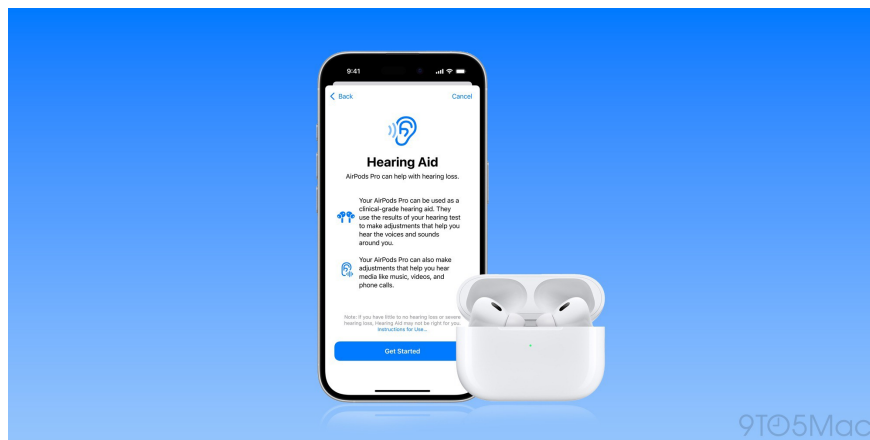 9:41
Back
Cancel
Hearing Aid
AirPods Pro can help with hearing loss.
Your AirPods Pro can be used as a
clinical-grade hearing aid. They
use the results of your hearing test
to make adjustments that help you
hear the voices and sounds
around you.
Your AirPods Pro can also make
adjustments that help you hear
media like music, videos, and
phone calls.
Note: If you have little to no hearing loss or severe
hearing loss, Hearing Aid may not be right for you.
Instructions for Use...
Get Started
9TO5Mac